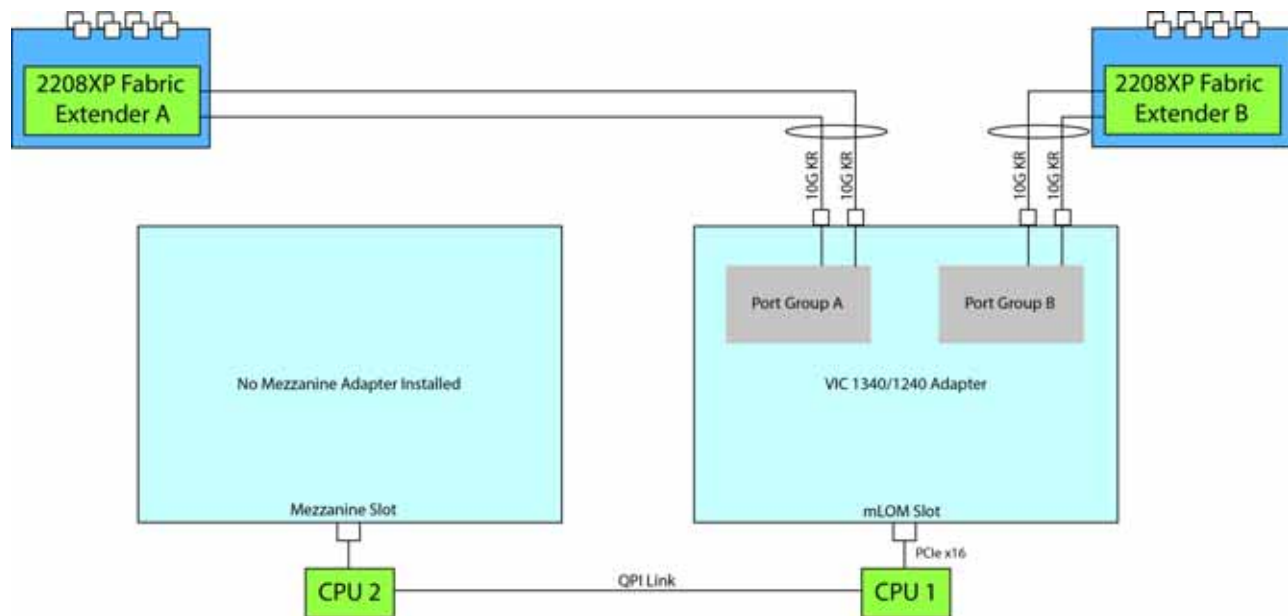 2208XP Fabric
Extender A
2208XP Fabric
Extender B
10G KR
10G KR
10G KR
10G KR
Port Group A
Port Group B
No Mezzanine Adapter Installed
VIC 1340/1240 Adapter
Mezzanine Slot
mLOM Slot
PCIe x16
CPU 2
QPI Link
CPU 1